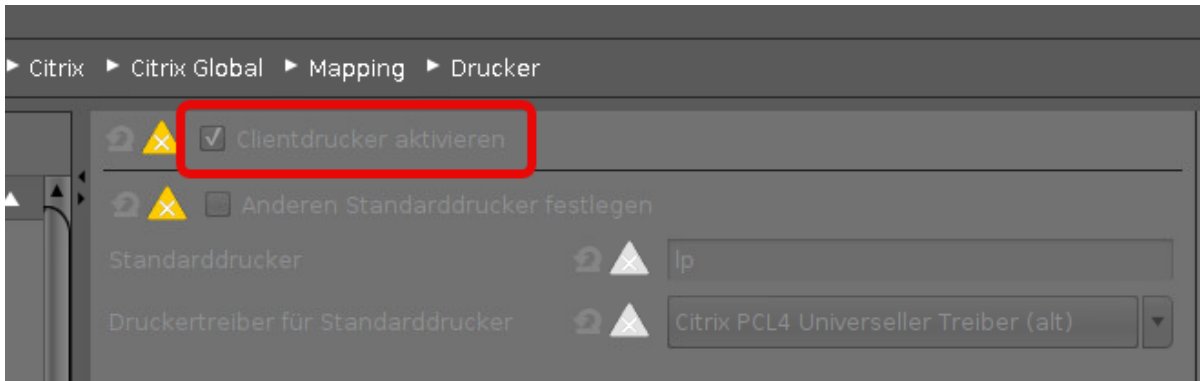 Citrix ▶ Citrix Global ▶ Mapping ▶ Drucker
Clientdrucker aktivieren
Anderen Standarddrucker festlegen
Standarddrucker lp
Druckertreiber für Standarddrucker Citrix PCL4 Universeller Treiber (alt)